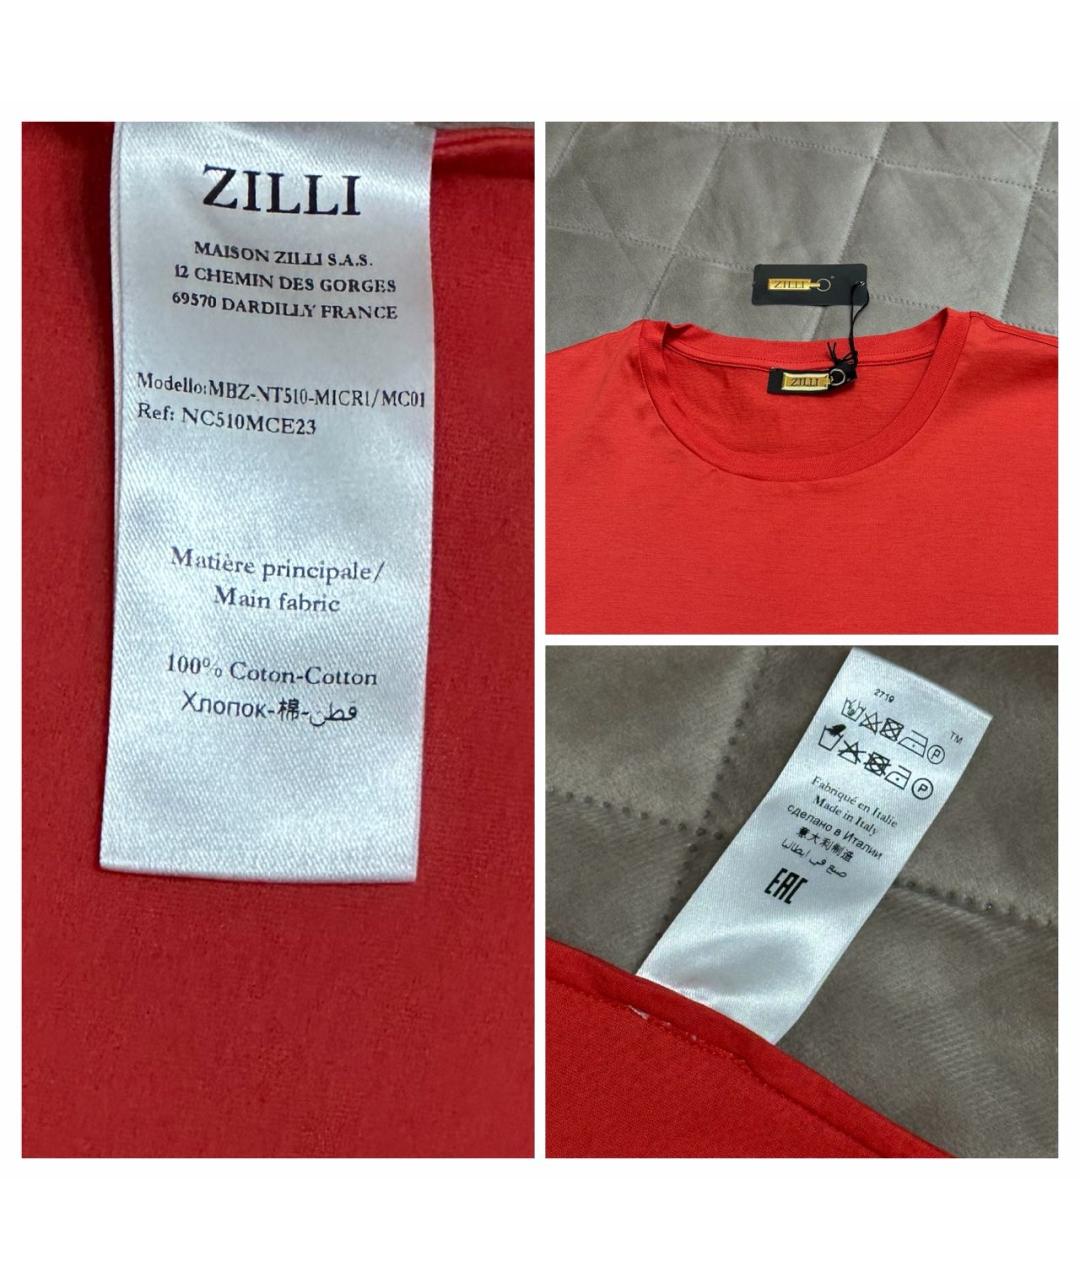 ZILLI
MAISON ZILLI S.A.S.
12 CHEMIN DES GORGES
69570 DARDILLY FRANCE
Modello:MBZ-NT510-MICR1/MC01
Ref: NC510MCE23
Matière principale/
Main fabric
100% Coton-Cotton
Хлопок-棉-قطن
ZILLI
ZILLI
2719
TM
P
P
Fabriqué en Italie
Made in Italy
сделано в Италии
意大利制造
صنع في إيطاليا
EAC